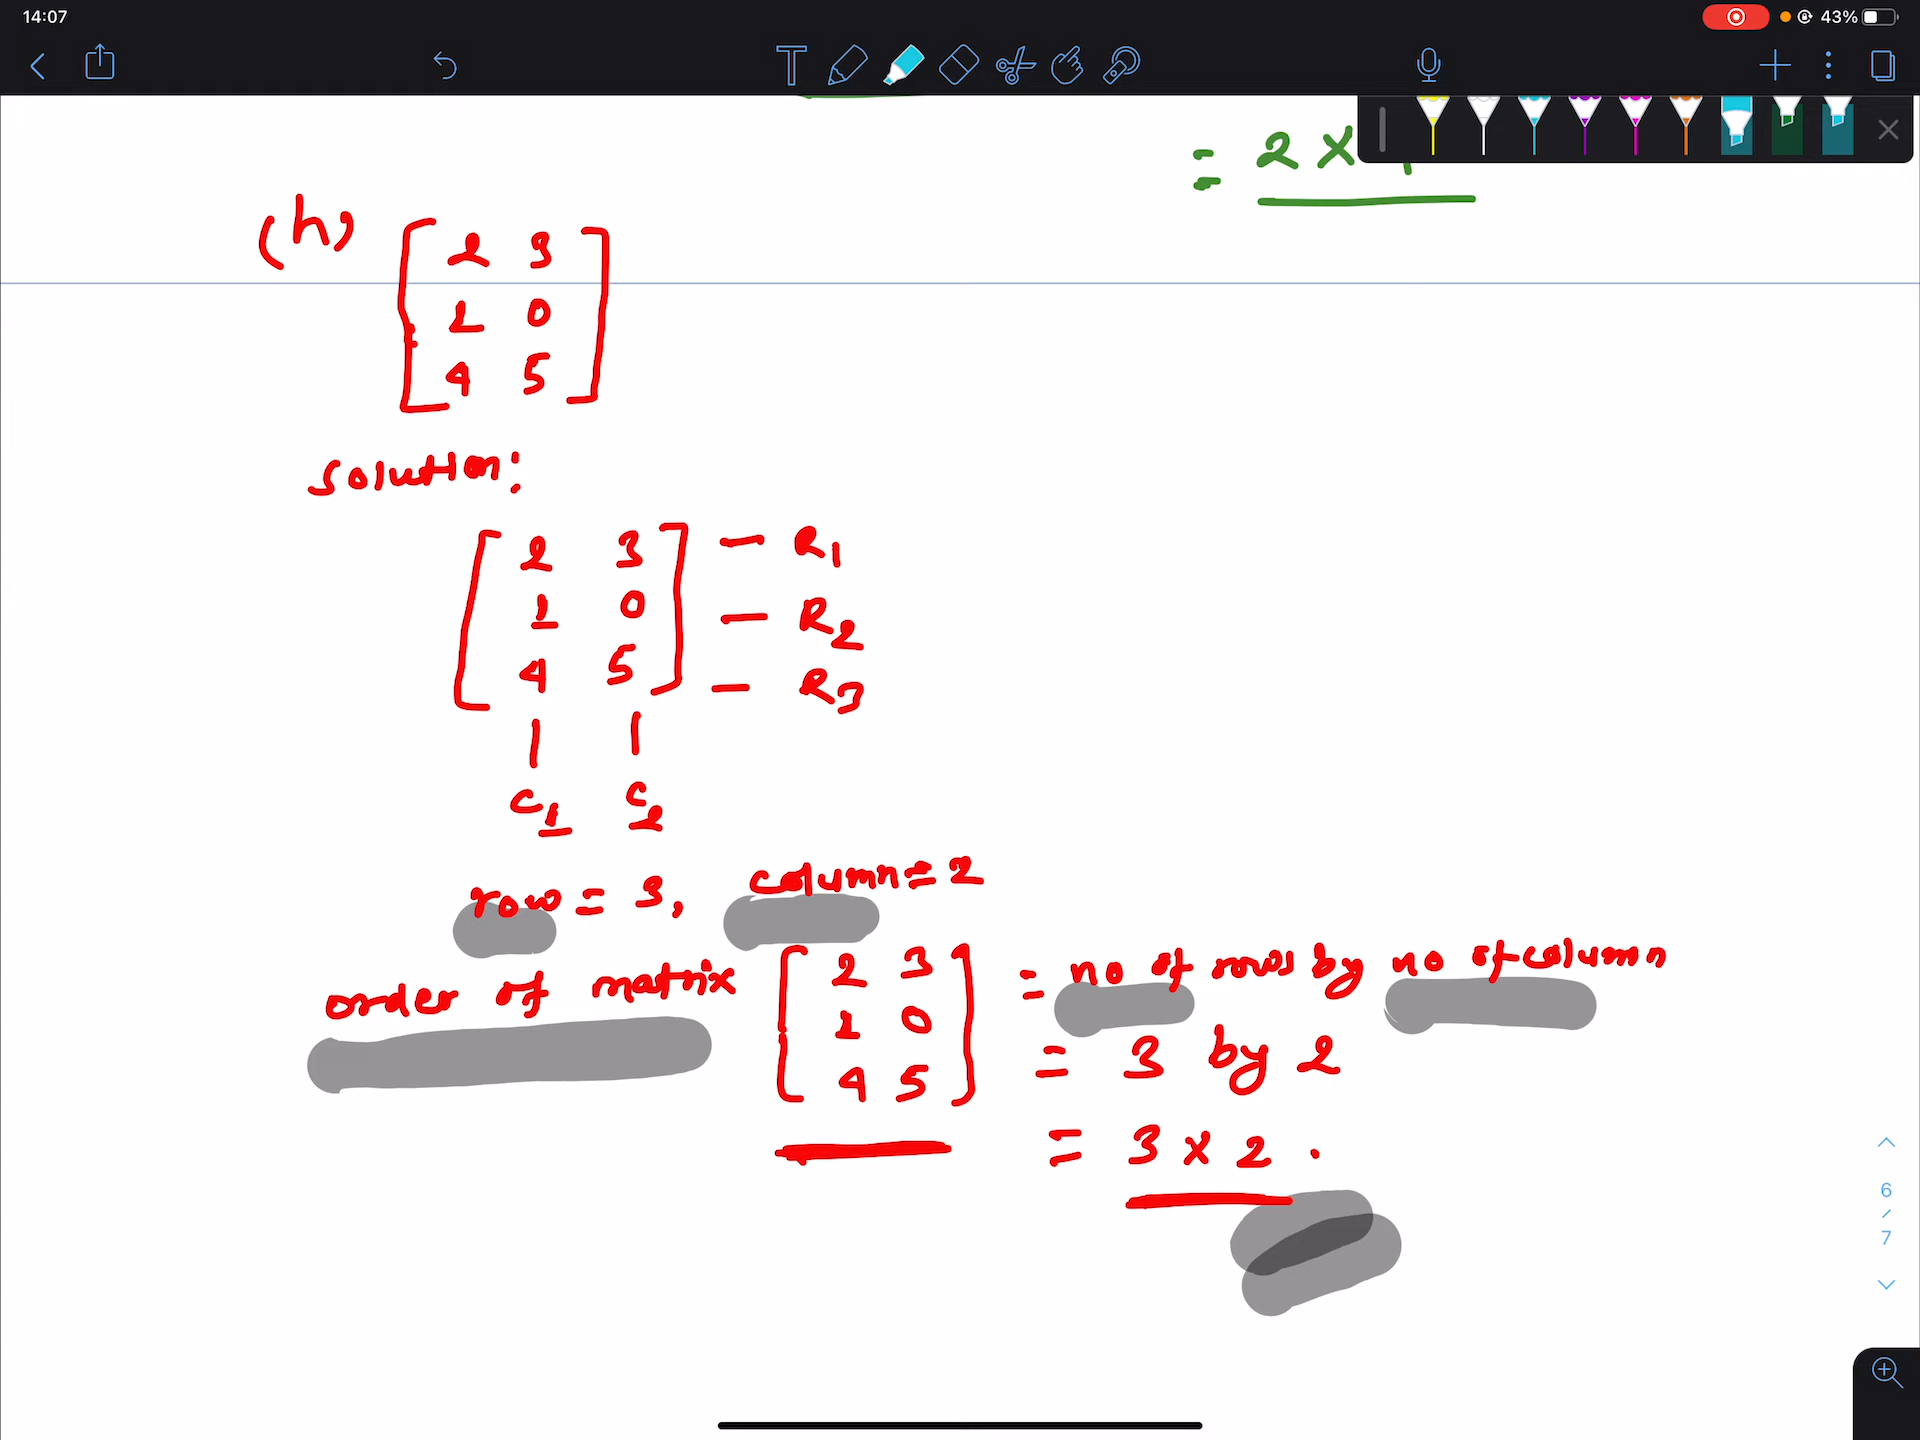 14:07
43%
= 2 ×
(h) [ 2 3
1 0
4 5 ]
Solution:
[ 2 3 ] — R1
1 0 — R2
4 5 — R3
C1 C2
row = 3, column = 2
order of matrix [ 2 3 = no of rows by no of column
1 0
4 5 ] = 3 by 2
= 3 × 2 .
6
/
7